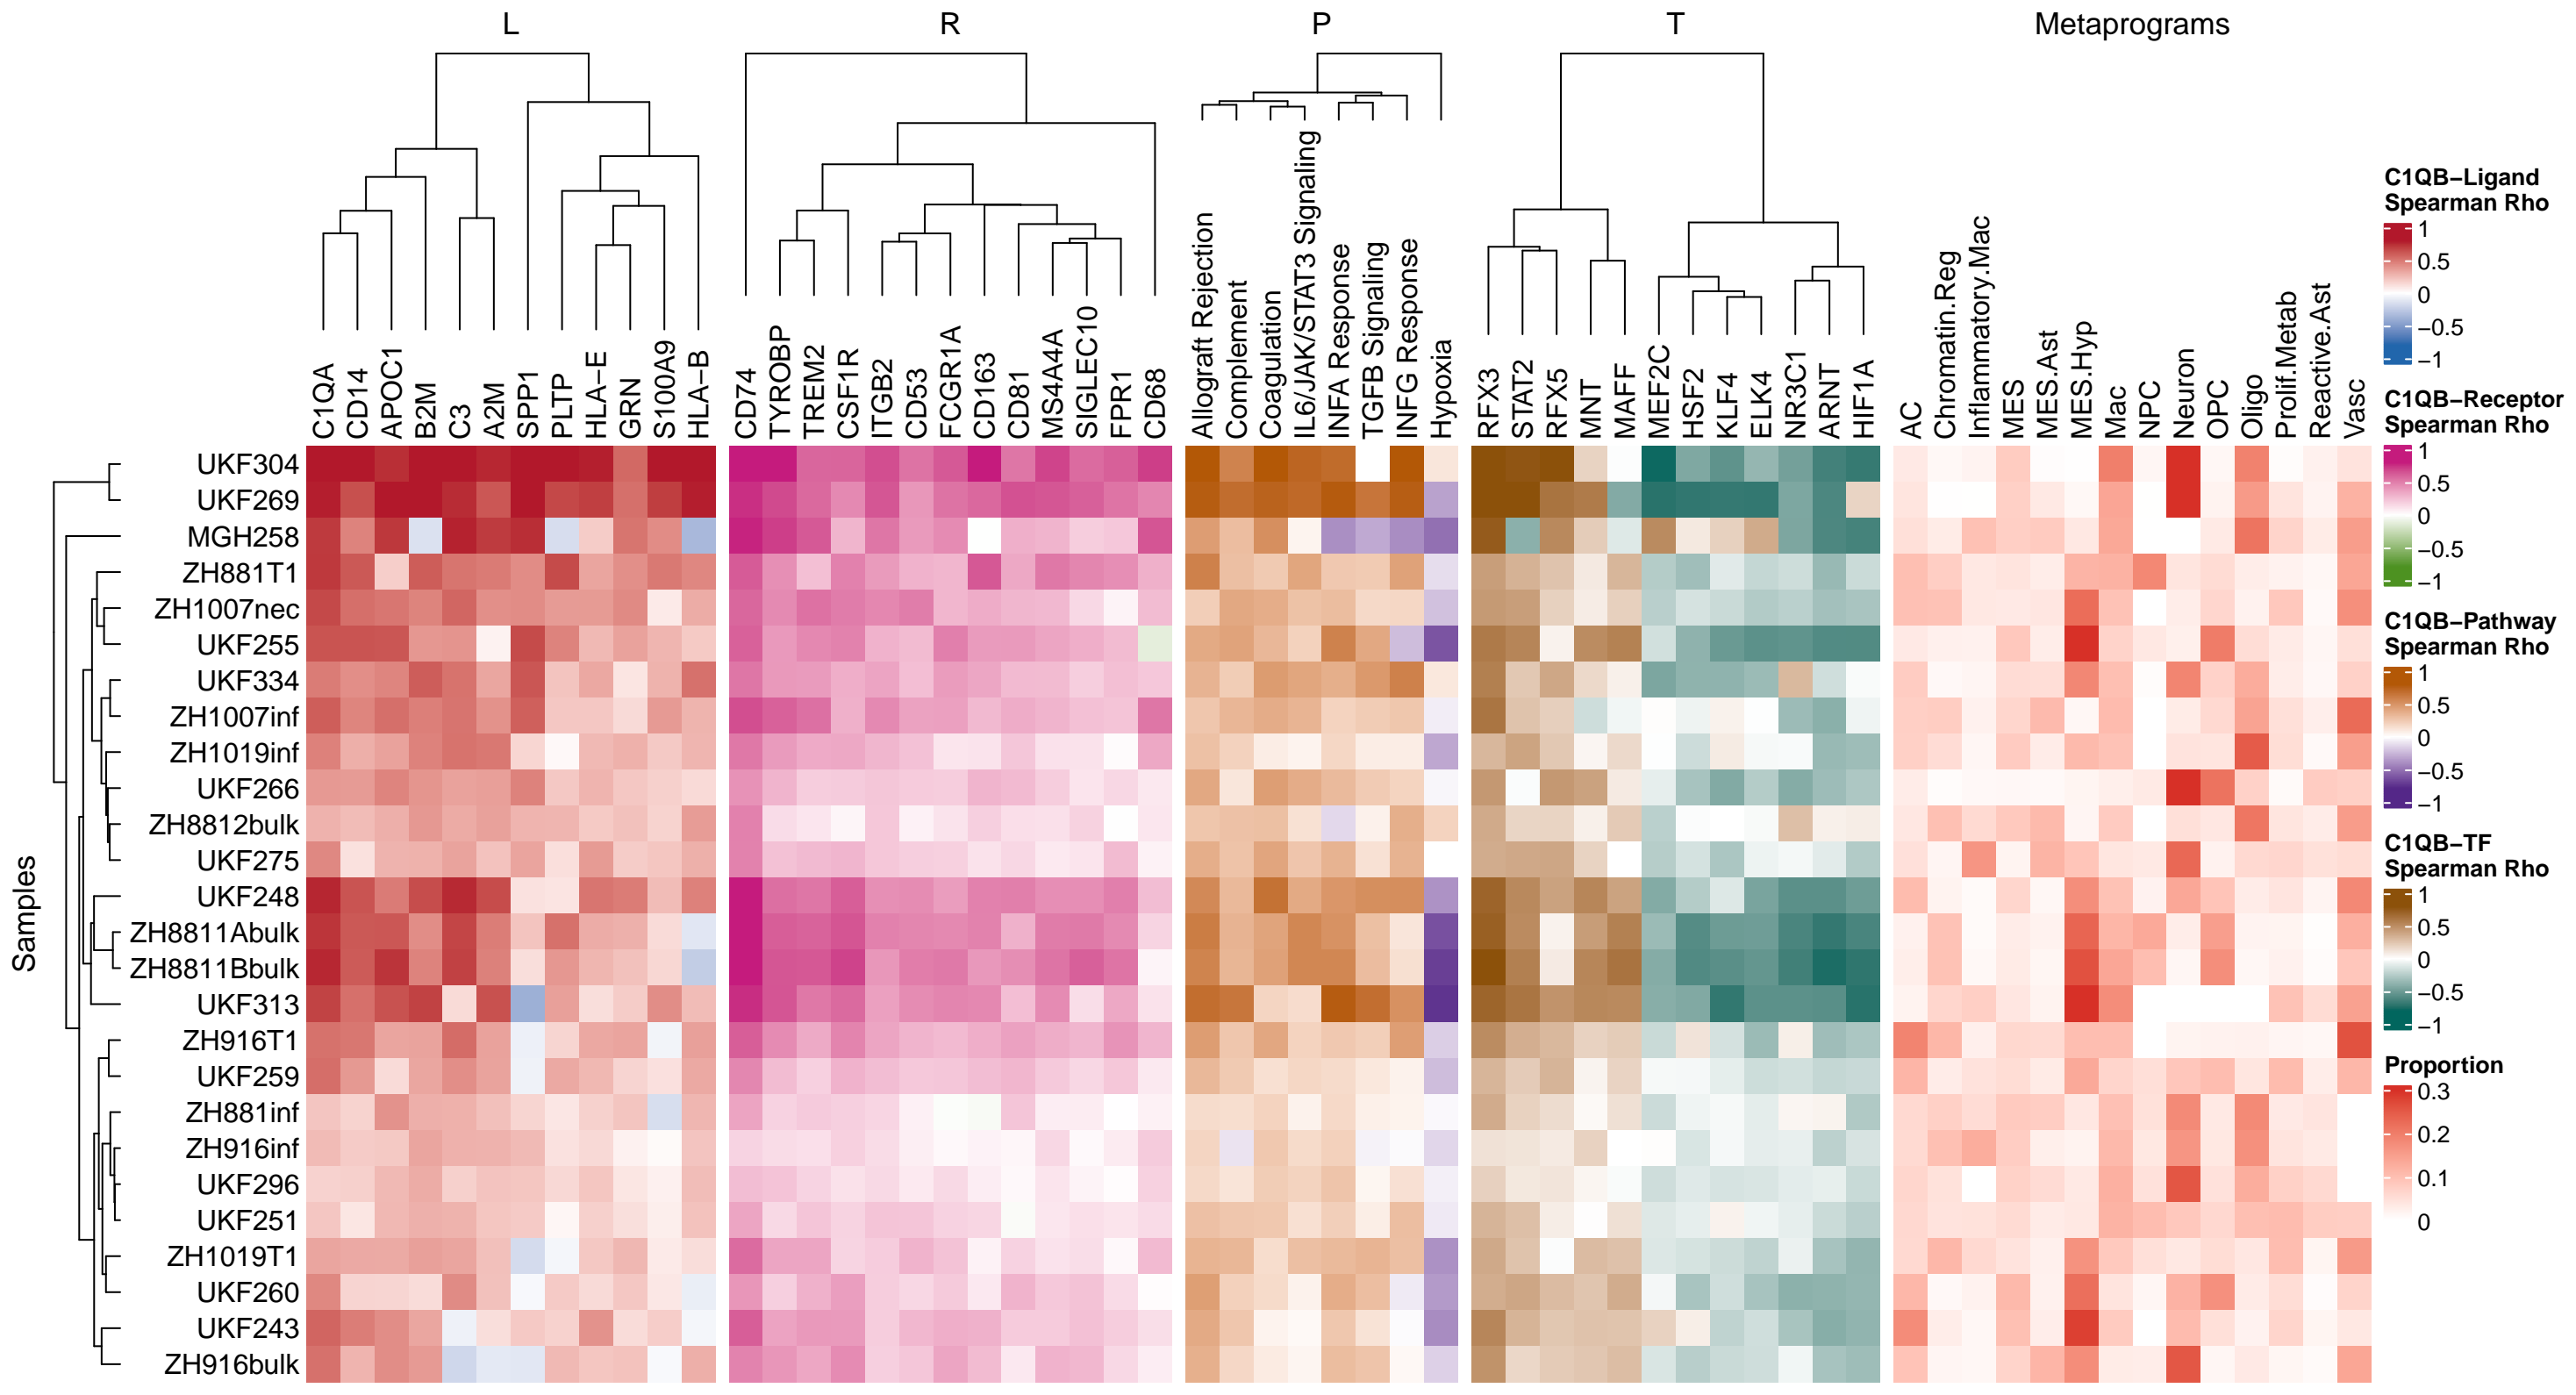 L
R
P
T
Metaprograms
C1QA
CD14
APOC1
B2M
C3
A2M
SPP1
PLTP
HLA−E
GRN
S100A9
HLA−B
CD74
TYROBP
TREM2
CSF1R
ITGB2
CD53
FCGR1A
CD163
CD81
MS4A4A
SIGLEC10
FPR1
CD68
Allograft Rejection
Complement
Coagulation
IL6/JAK/STAT3 Signaling
INFA Response
TGFB Signaling
INFG Response
Hypoxia
RFX3
STAT2
RFX5
MNT
MAFF
MEF2C
HSF2
KLF4
ELK4
NR3C1
ARNT
HIF1A
AC
Chromatin.Reg
Inflammatory.Mac
MES
MES.Ast
MES.Hyp
Mac
NPC
Neuron
OPC
Oligo
Prolif.Metab
Reactive.Ast
Vasc
Samples
UKF304
UKF269
MGH258
ZH881T1
ZH1007nec
UKF255
UKF334
ZH1007inf
ZH1019inf
UKF266
ZH8812bulk
UKF275
UKF248
ZH8811Abulk
ZH8811Bbulk
UKF313
ZH916T1
UKF259
ZH881inf
ZH916inf
UKF296
UKF251
ZH1019T1
UKF260
UKF243
ZH916bulk
C1QB−Ligand
Spearman Rho
1
0.5
0
−0.5
−1
C1QB−Receptor
Spearman Rho
1
0.5
0
−0.5
−1
C1QB−Pathway
Spearman Rho
1
0.5
0
−0.5
−1
C1QB−TF
Spearman Rho
1
0.5
0
−0.5
−1
Proportion
0.3
0.2
0.1
0